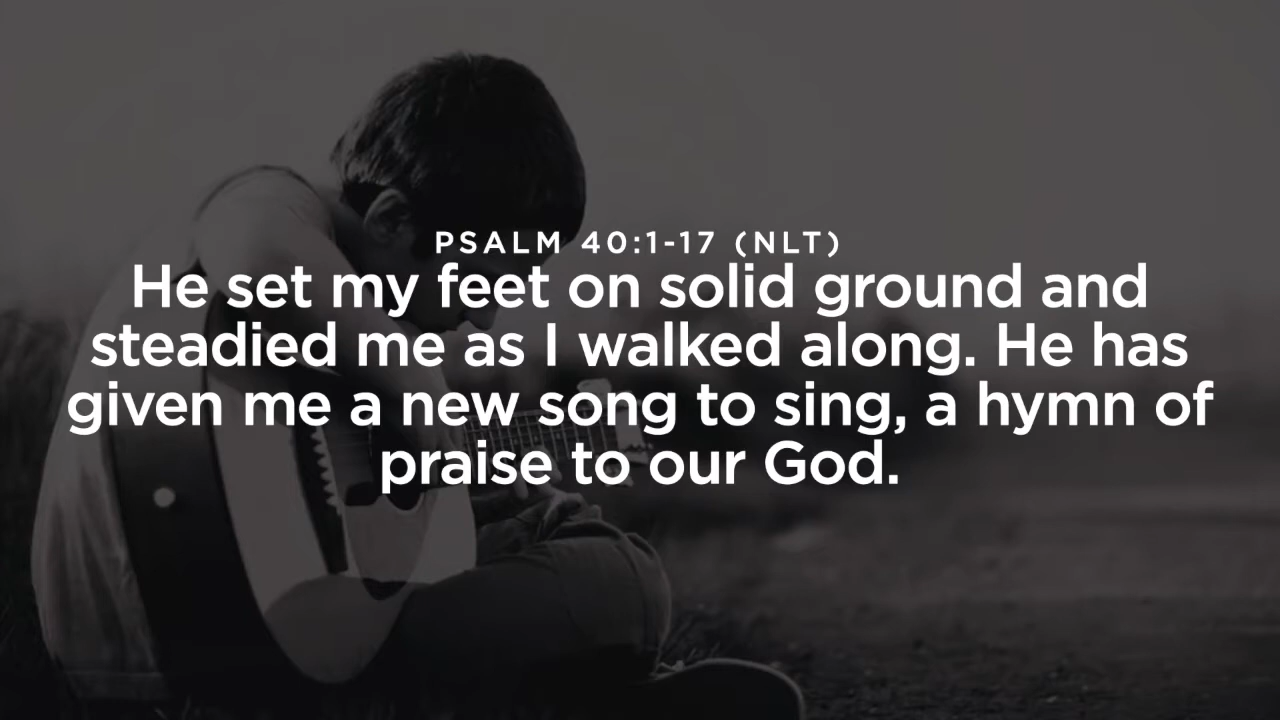 PSALM 40:1-17 (NLT)
He set my feet on solid ground and
steadied me as I walked along. He has
given me a new song to sing, a hymn of
praise to our God.